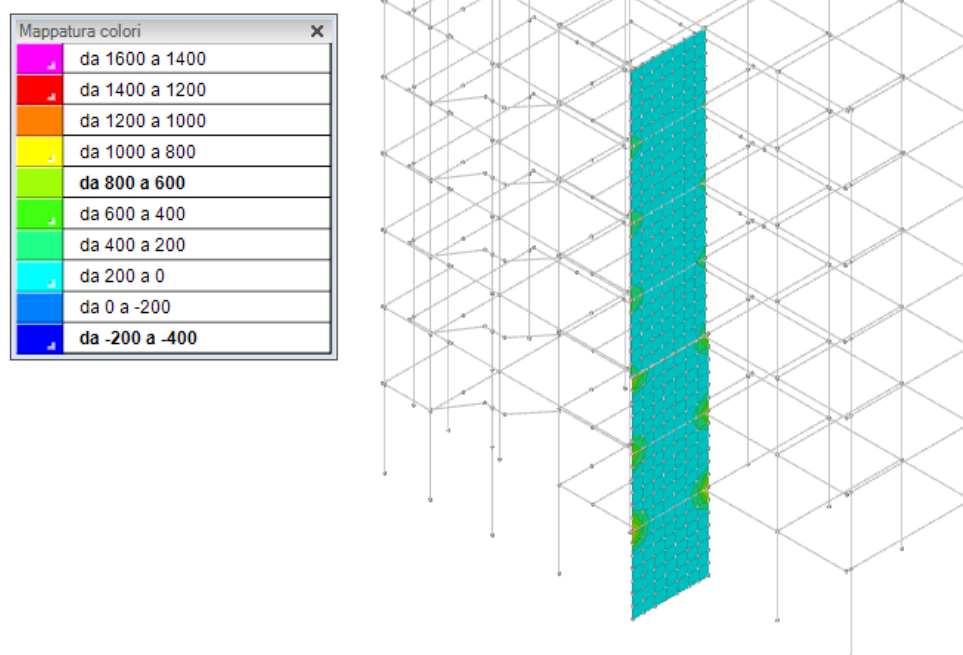 Mappatura colori
da 1600 a 1400
da 1400 a 1200
da 1200 a 1000
da 1000 a 800
da 800 a 600
da 600 a 400
da 400 a 200
da 200 a 0
da 0 a -200
da -200 a -400